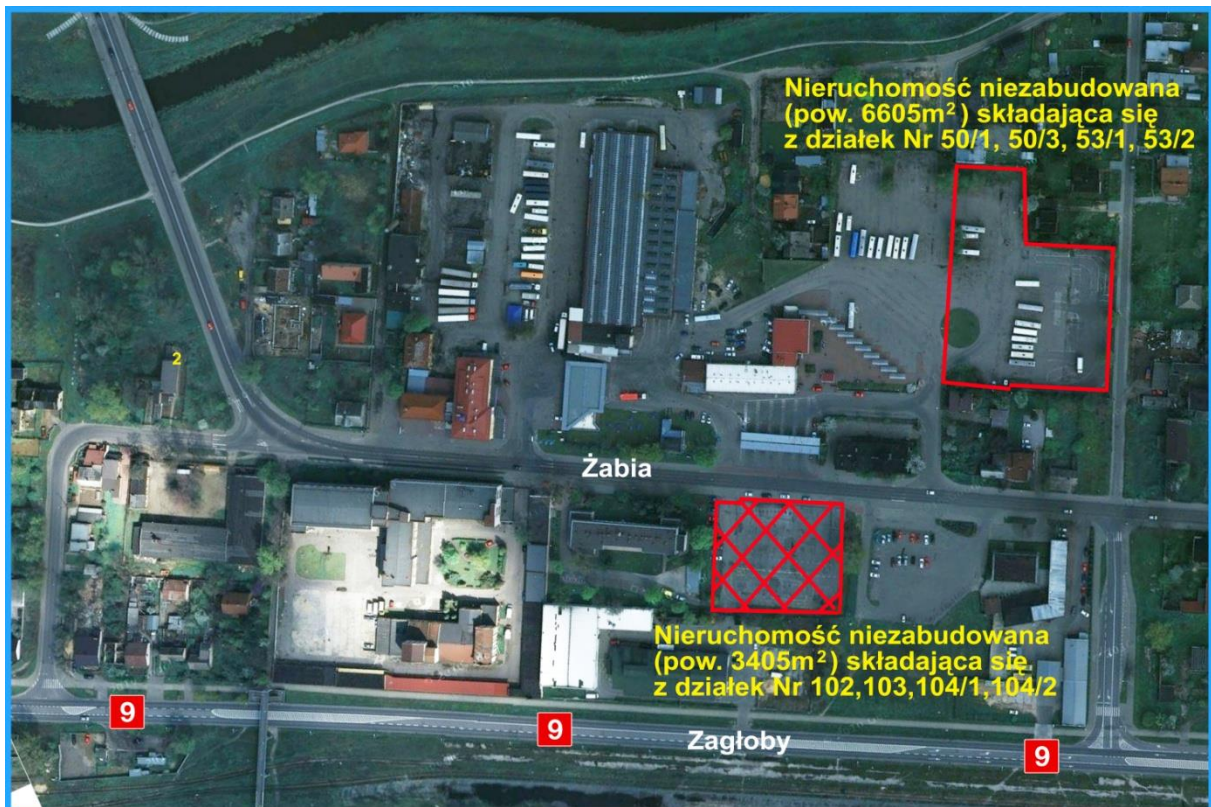 Nieruchomość niezabudowana
(pow. 6605m²) składająca się
z działek Nr 50/1, 50/3, 53/1, 53/2
2
Żabia
Nieruchomość niezabudowana
(pow. 3405m²) składająca się
z działek Nr 102,103,104/1,104/2
9
9
Zagłoby
9